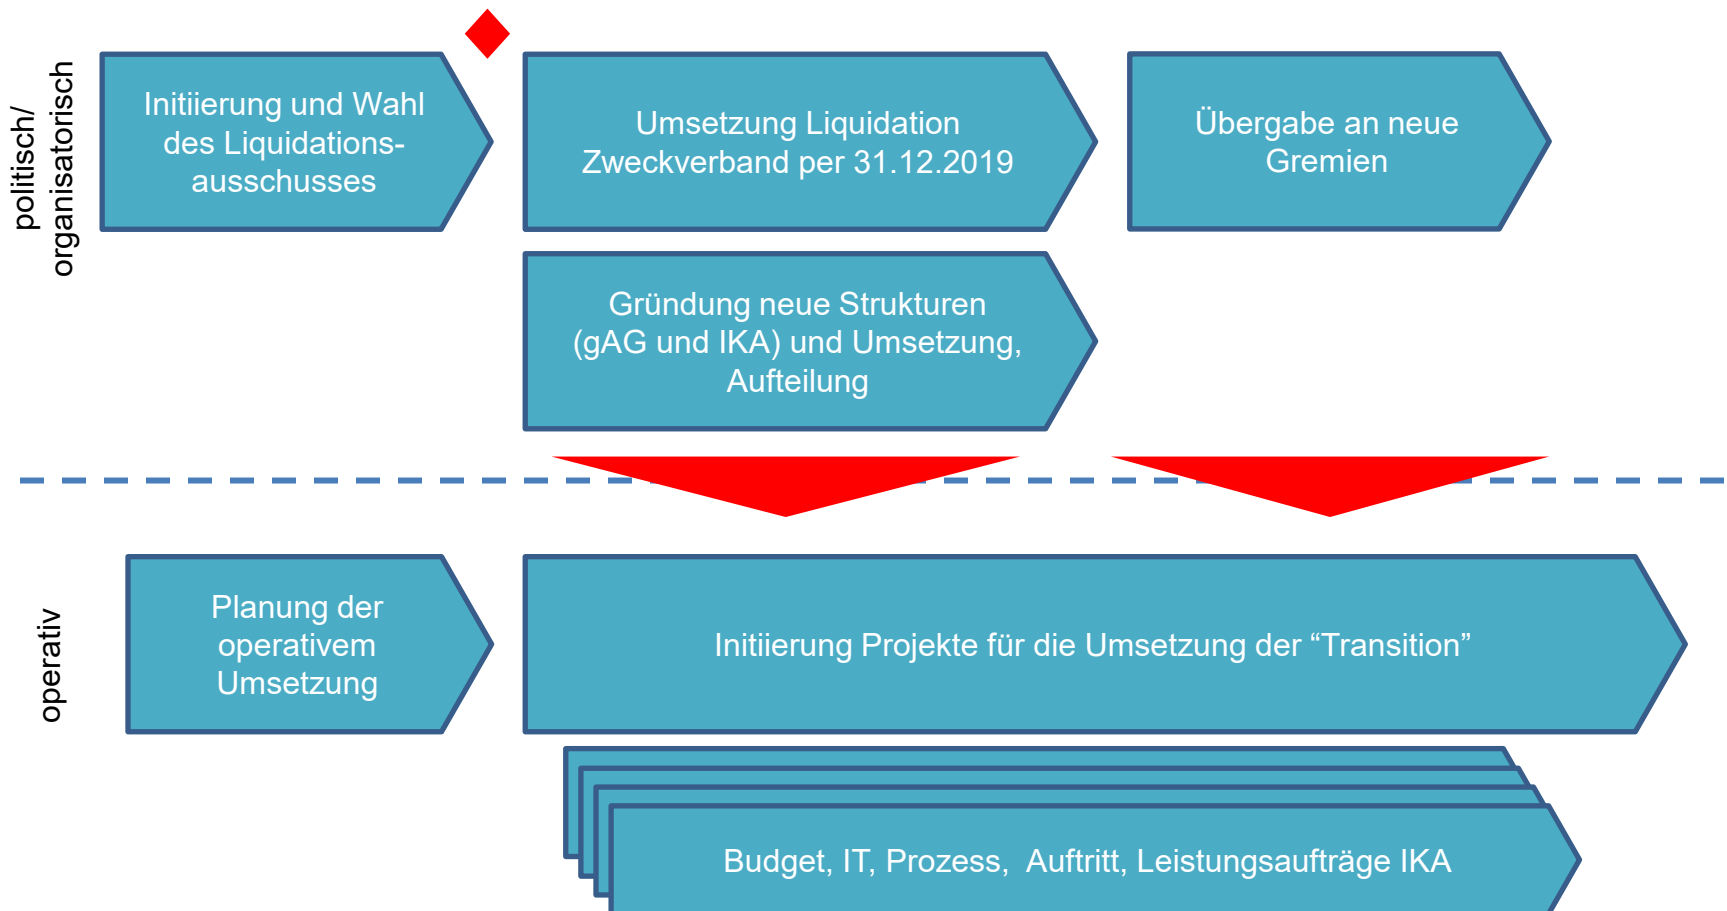 politisch/
organisatorisch
Initiierung und Wahl
des Liquidations-
ausschusses
Umsetzung Liquidation
Zweckverband per 31.12.2019
Übergabe an neue
Gremien
Gründung neue Strukturen
(gAG und IKA) und Umsetzung,
Aufteilung
operativ
Planung der
operativem
Umsetzung
Initiierung Projekte für die Umsetzung der “Transition”
Budget, IT, Prozess,  Auftritt, Leistungsaufträge IKA